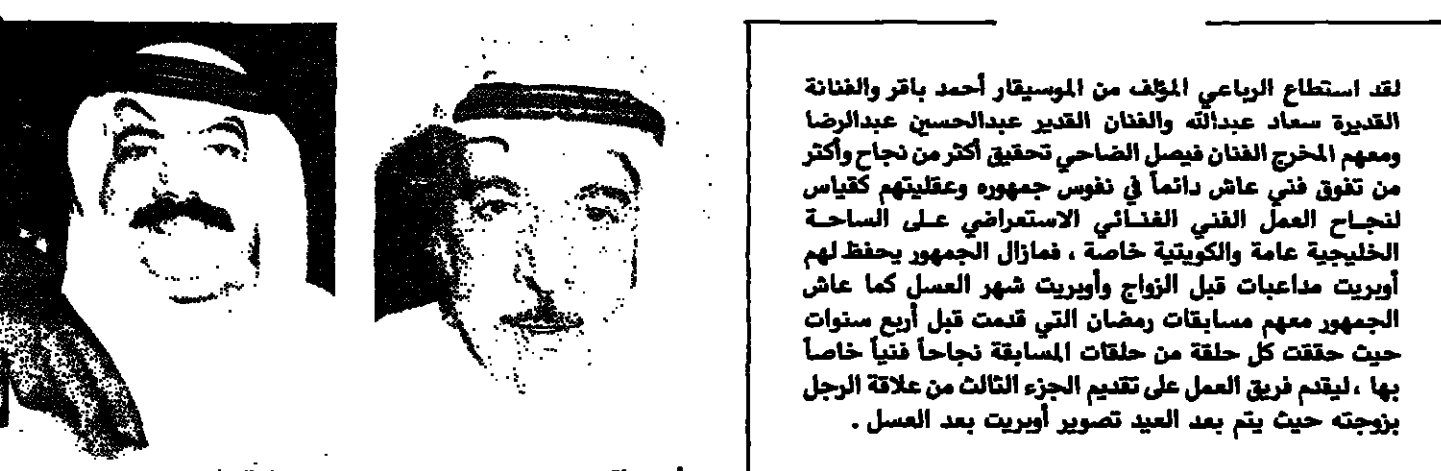 لقد استطاع الرباعي المؤلف من الموسيقار أحمد باقر والفنانة
القديرة سعاد عبدالله والفنان القدير عبدالحسين عبدالرضا
ومعهم المخرج الفنان فيصل الضاحي تحقيق أكثر من نجاح وأكثر
من تفوق فني عاش دائماً في نفوس جمهوره وعقليتهم كقياس
لنجـاح العمل الفني الغنـائي الاستعراضي عـلى الساحـة
الخليجية عامة والكويتية خاصة ، فمازال الجمهور يحفظ لهم
أوبريت مداعبات قبل الزواج وأوبريت شهر العسل كما عاش
الجمهور معهم مسابقات رمضان التي قدمت قبل أربع سنوات
حيث حققت كل حلقة من حلقات المسابقة نجاحاً فنياً خاصاً
بها ، ليقدم فريق العمل على تقديم الجزء الثالث من علاقة الرجل
بزوجته حيث يتم بعد العيد تصوير أوبريت بعد العسل .